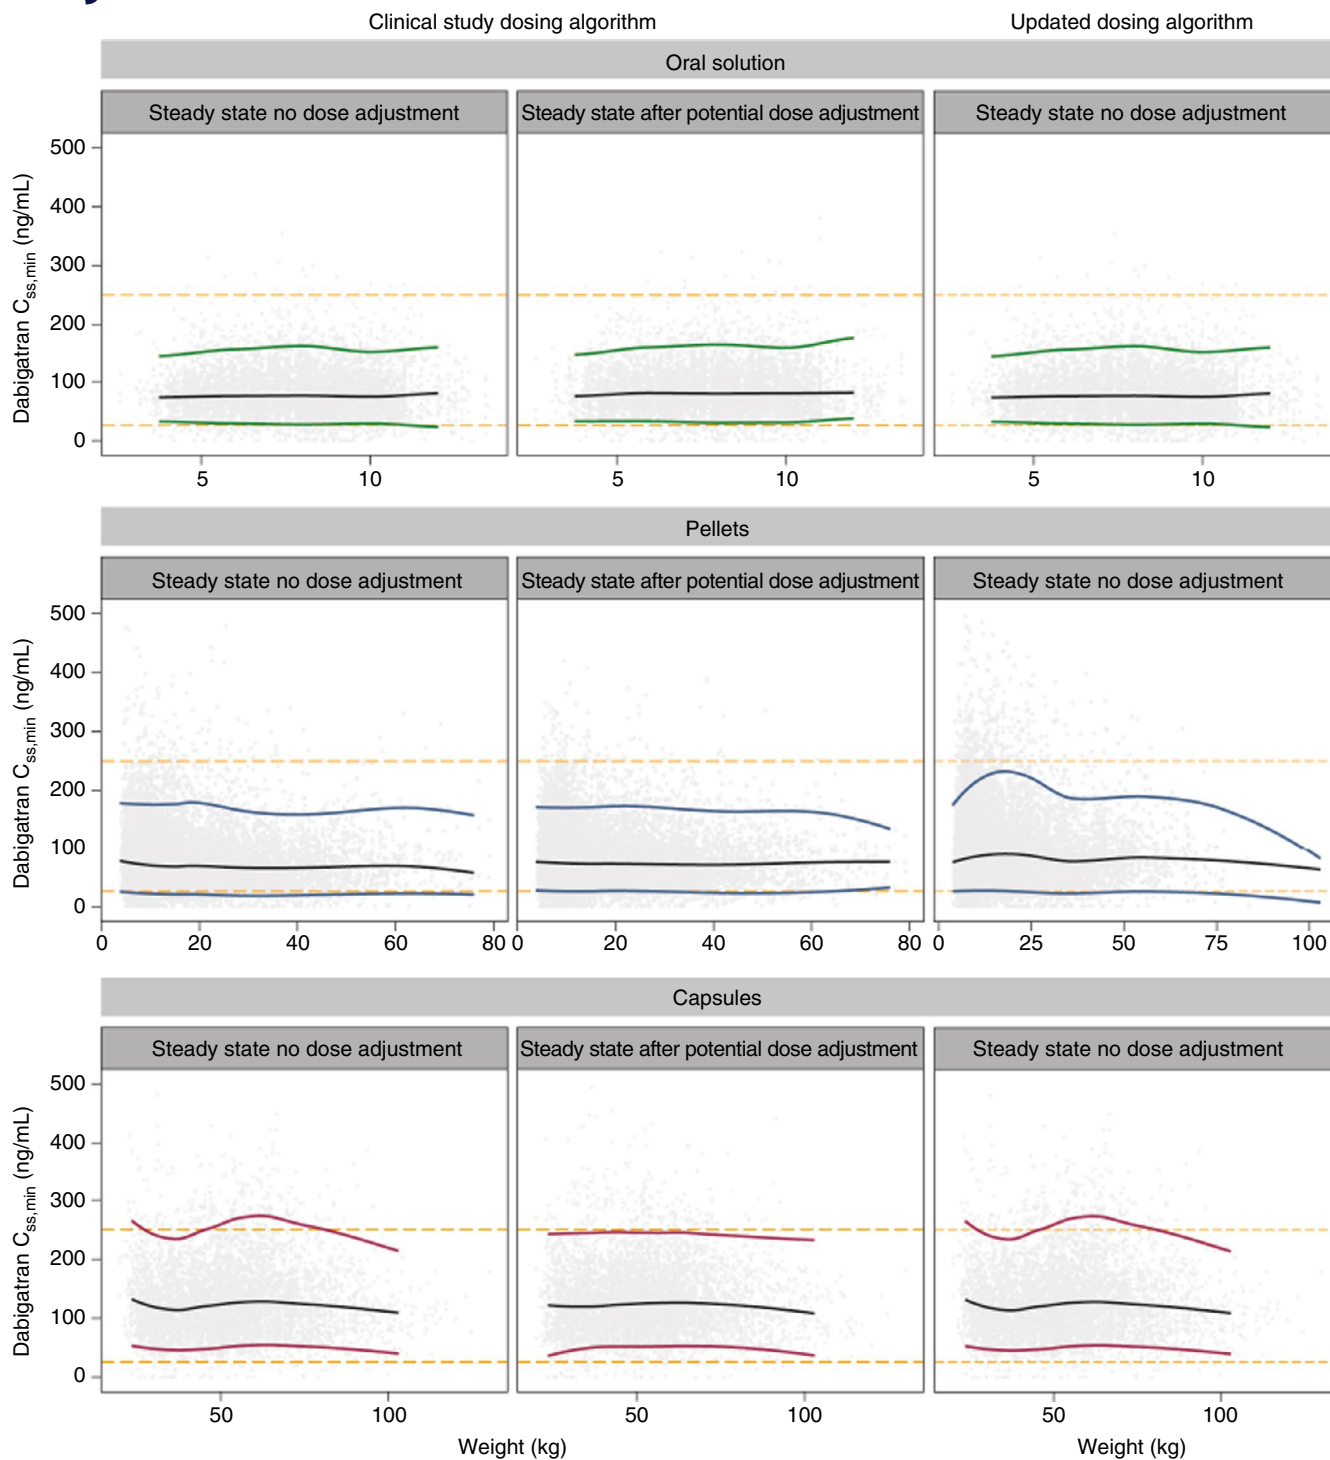 Clinical study dosing algorithm Updated dosing algorithm
Oral solution
Steady state no dose adjustment Steady state after potential dose adjustment Steady state no dose adjustment
Dabigatran Css,min (ng/mL)
500
400
300
200
100
0
5 10 5 10 5 10
Pellets
Steady state no dose adjustment Steady state after potential dose adjustment Steady state no dose adjustment
Dabigatran Css,min (ng/mL)
500
400
300
200
100
0
0 20 40 60 80 0 20 40 60 80 0 25 50 75 100
Capsules
Steady state no dose adjustment Steady state after potential dose adjustment Steady state no dose adjustment
Dabigatran Css,min (ng/mL)
500
400
300
200
100
0
50 100 50 100 50 100
Weight (kg) Weight (kg)